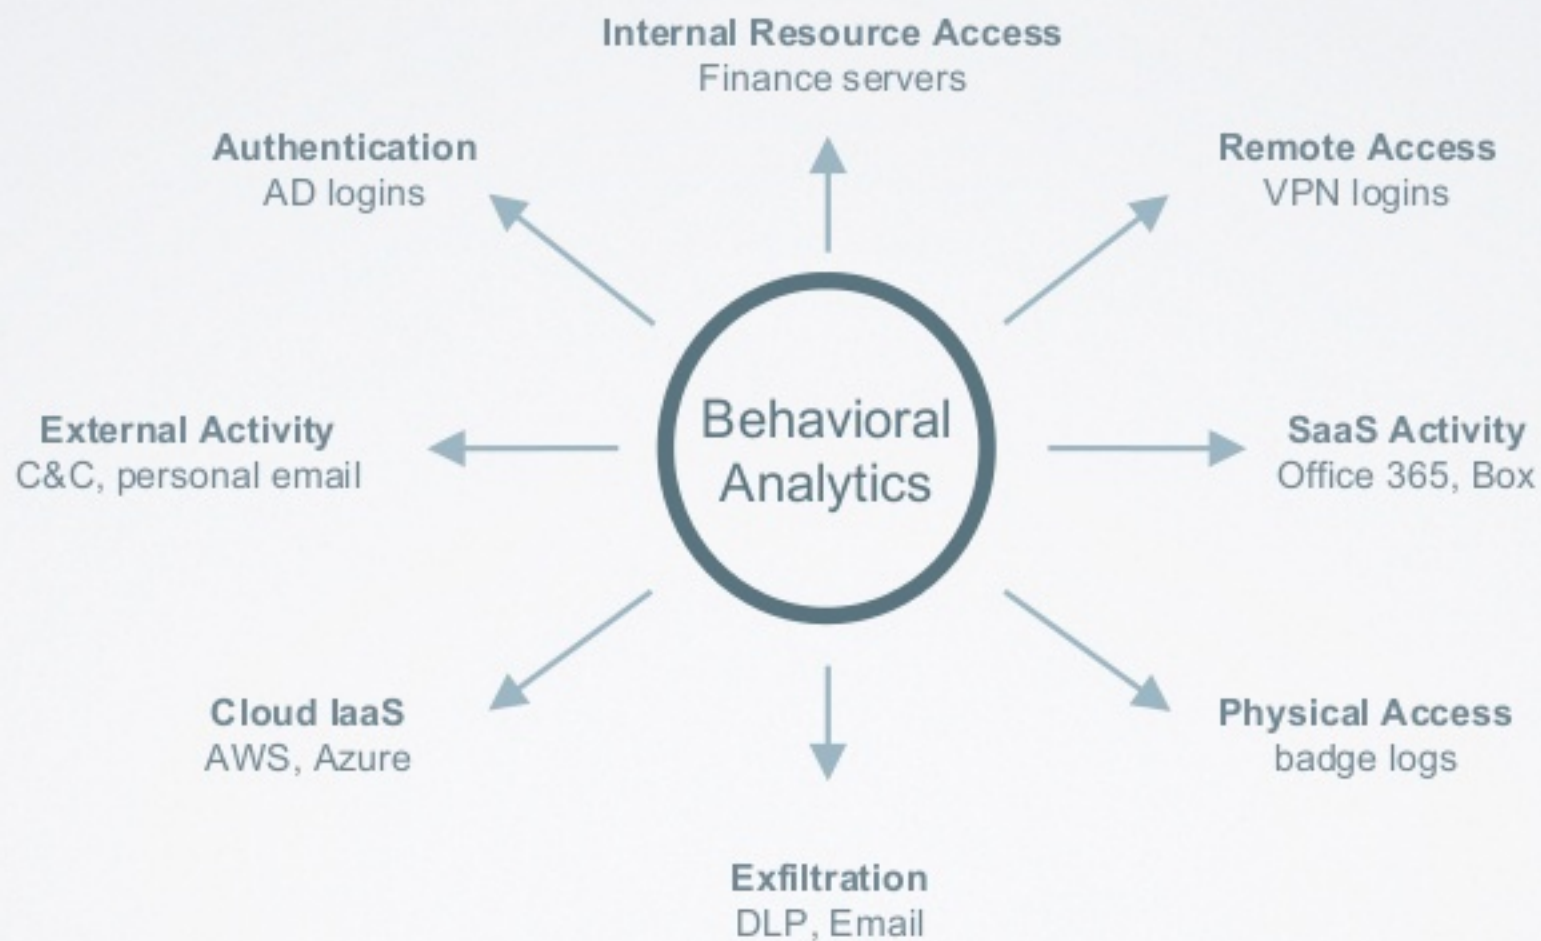 Internal Resource Access
Finance servers
Authentication
AD logins
Remote Access
VPN logins
External Activity
C&C, personal email
Behavioral
Analytics
SaaS Activity
Office 365, Box
Cloud IaaS
AWS, Azure
Physical Access
badge logs
Exfiltration
DLP, Email